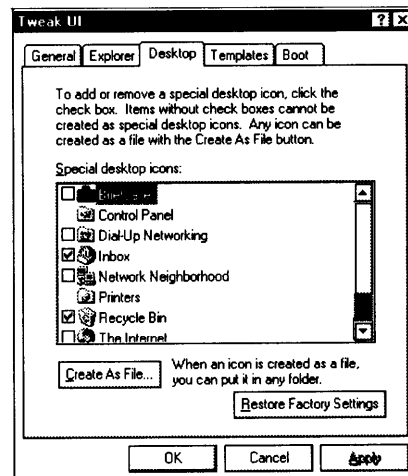 Tweak UI
General Explorer Desktop Templates Boot
To add or remove a special desktop icon, click the
check box. Items without check boxes cannot be
created as special desktop icons. Any icon can be
created as a file with the Create As File button.
Special desktop icons:
Control Panel
Dial-Up Networking
Inbox
Network Neighborhood
Printers
Recycle Bin
The Internet
Create As File...
When an icon is created as a file,
you can put it in any folder.
Restore Factory Settings
OK Cancel Apply